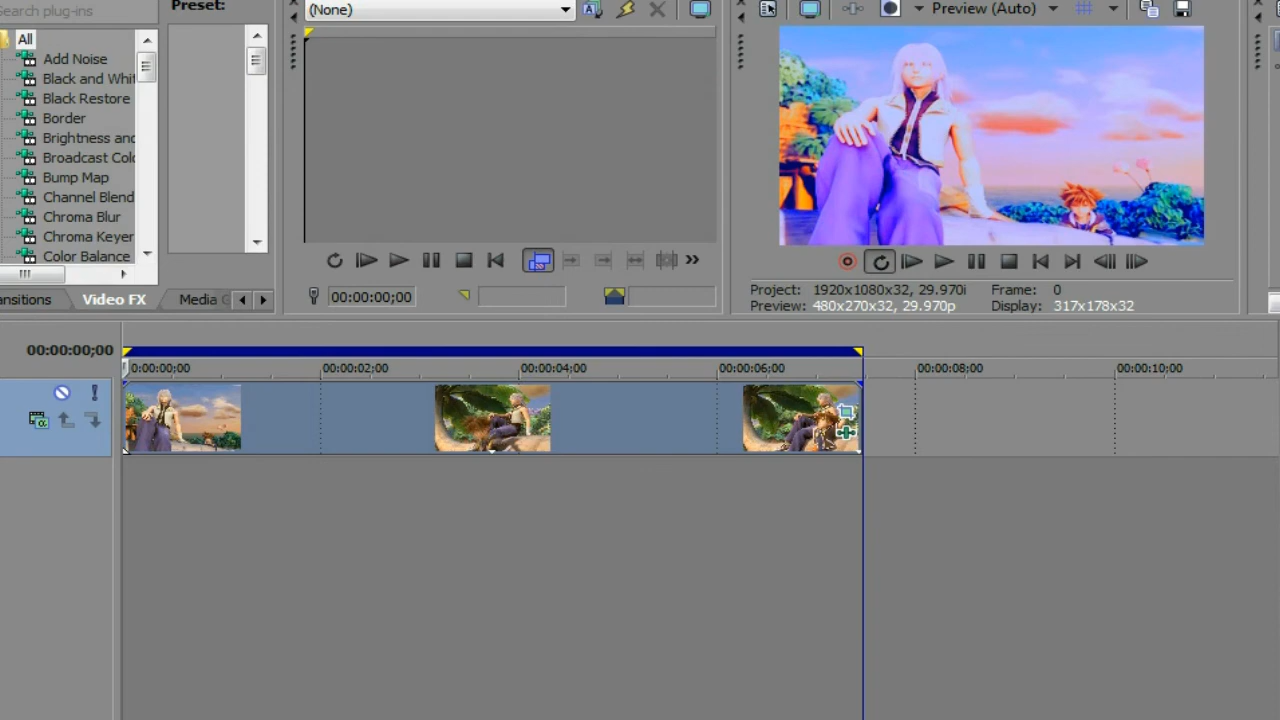 Search plug-ins
Preset:
(None)
Preview (Auto)
All
Add Noise
Black and Whit
Black Restore
Border
Brightness and
Broadcast Colo
Bump Map
Channel Blend
Chroma Blur
Chroma Keyer
Color Balance
ansitions
Video FX
Media G
00:00:00;00
Project: 1920x1080x32, 29.970i
Frame: 0
Preview: 480x270x32, 29.970p
Display: 317x178x32
00:00:00;00
0:00:00;00
00:00:02;00
00:00:04;00
00:00:06;00
00:00:08;00
00:00:10;00